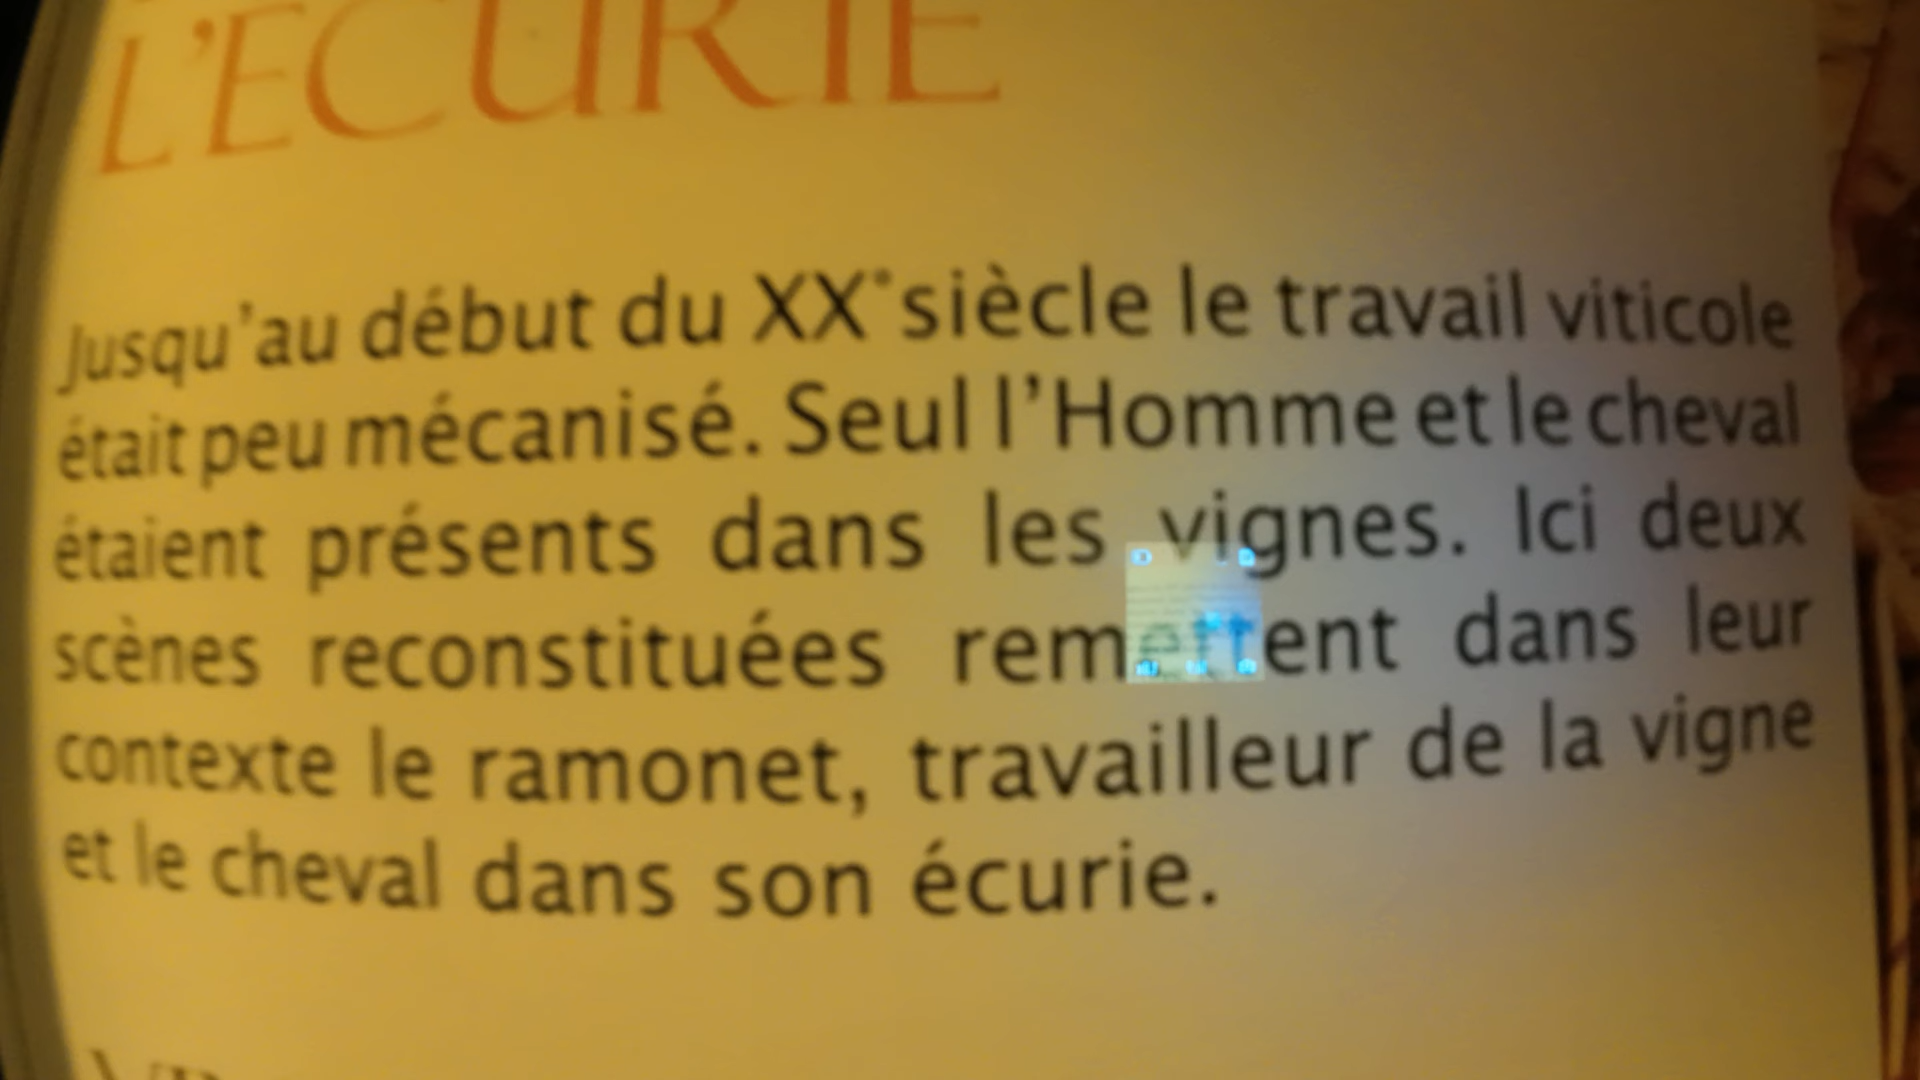 L'ECURIE
Jusqu'au début du XX° siècle le travail viticole
était peu mécanisé. Seul l'Homme et le cheval
étaient présents dans les vignes. Ici deux
scènes reconstituées remettent dans leur
contexte le ramonet, travailleur de la vigne
et le cheval dans son écurie.